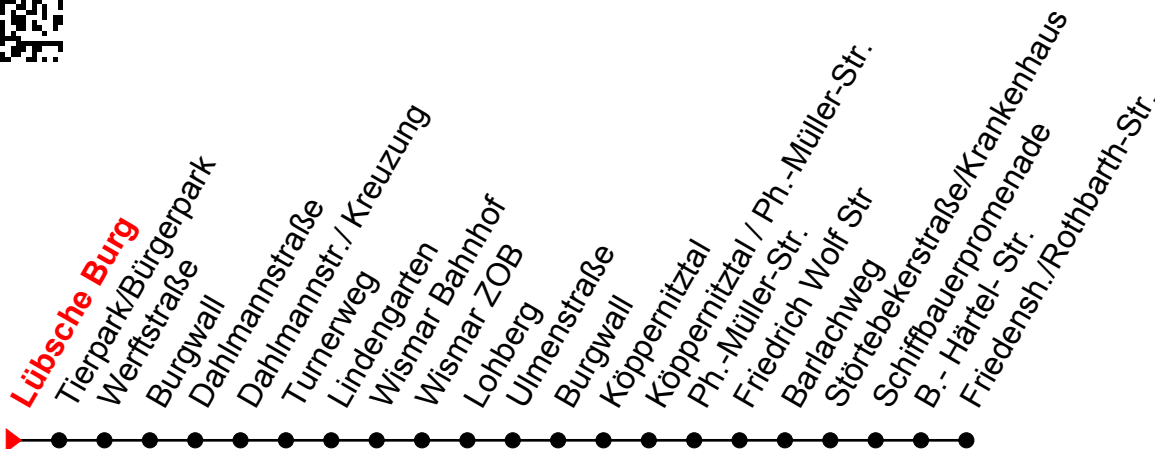 Lübsche Burg
Tierpark/Bürgerpark
Werftstraße
Burgwall
Dahlmannstraße
Dahlmannstr./ Kreuzung
Turnerweg
Lindengarten
Wismar Bahnhof
Wismar ZOB
Lohberg
Ulmenstraße
Burgwall
Köppernitztal
Köppernitztal / Ph.-Müller-Str.
Ph.-Müller-Str.
Friedrich Wolf Str
Barlachweg
Störtebekerstraße/Krankenhaus
Schiffbauerpromenade
B.- Härtel- Str.
Friedensh./Rothbarth-Str.